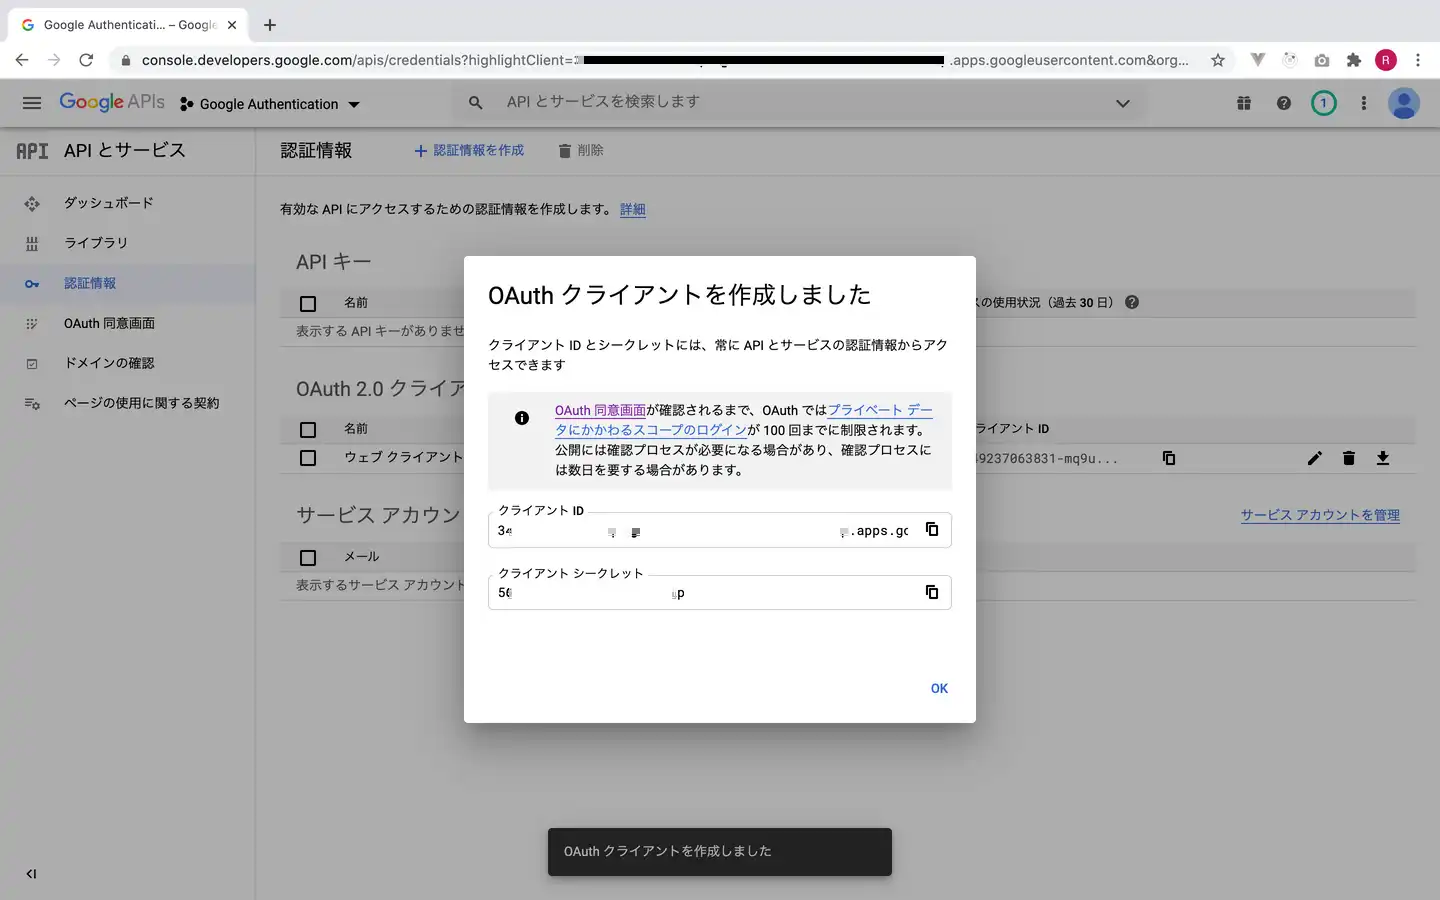 Google Authenticati... – Google
console.developers.google.com/apis/credentials?highlightClient=
.apps.googleusercontent.com&org...
R
Google APIs
Google Authentication
API とサービスを検索します
1
API API とサービス
認証情報
認証情報を作成
削除
ダッシュボード
ライブラリ
認証情報
OAuth 同意画面
ドメインの確認
ページの使用に関する契約
有効な API にアクセスするための認証情報を作成します。 詳細
API キー
名前
の使用状況（過去 30 日）
表示する API キーがありませ
OAuth 2.0 クライア
名前
ライアント ID
ウェブ クライアント
9237063831-mq9u...
サービス アカウン
サービス アカウントを管理
メール
表示するサービス アカウント
OAuth クライアントを作成しました
クライアント ID とシークレットには、常に API とサービスの認証情報からアク
セスできます
OAuth 同意画面が確認されるまで、OAuth ではプライベート デー
タにかかわるスコープのログインが 100 回までに制限されます。
公開には確認プロセスが必要になる場合があり、確認プロセスに
は数日を要する場合があります。
クライアント ID
34
.apps.go
クライアント シークレット
50
p
OK
OAuth クライアントを作成しました